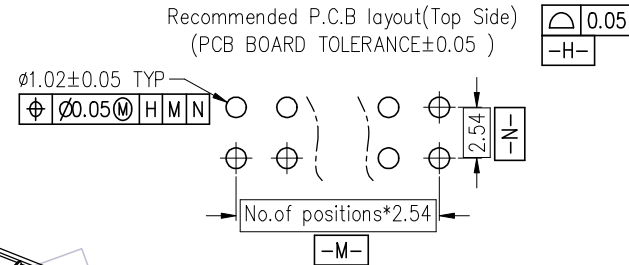 Recommended P.C.B layout(Top Side)
(PCB BOARD TOLERANCE±0.05 )
⌓ 0.05
-H-
ø1.02±0.05 TYP
⌖ Ø0.05Ⓜ H M N
2.54
-N-
No.of positions*2.54
-M-